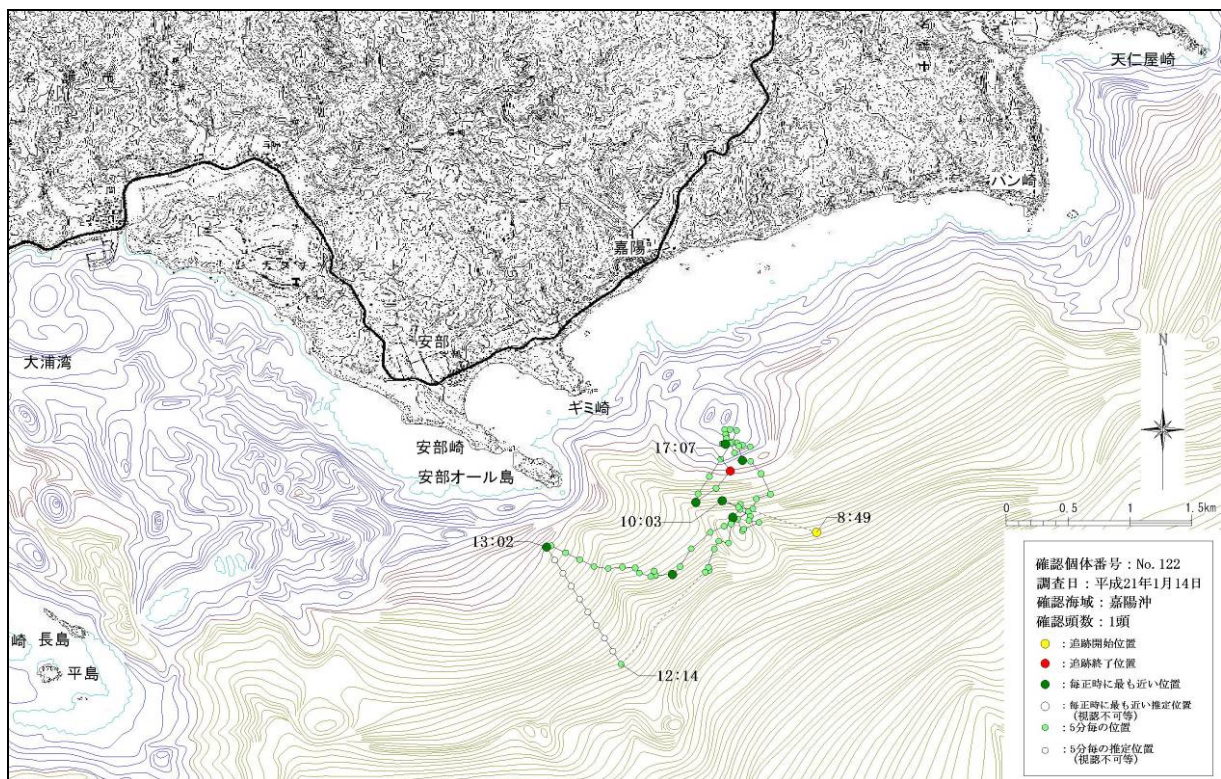 天仁屋崎
バン崎
嘉陽
安部
大浦湾
ギミ崎
安部崎
安部オール島
17:07
10:03
8:49
13:02
12:14
崎
長島
平島
N
0 0.5 1 1.5km
確認個体番号：No.122
調査日：平成21年1月14日
確認海域：嘉陽沖
確認頭数：1頭
：追跡開始位置
：追跡終了位置
：毎正時に最も近い位置
：毎正時に最も近い推定位置
（視認不可等）
：5分毎の位置
：5分毎の推定位置
（視認不可等）